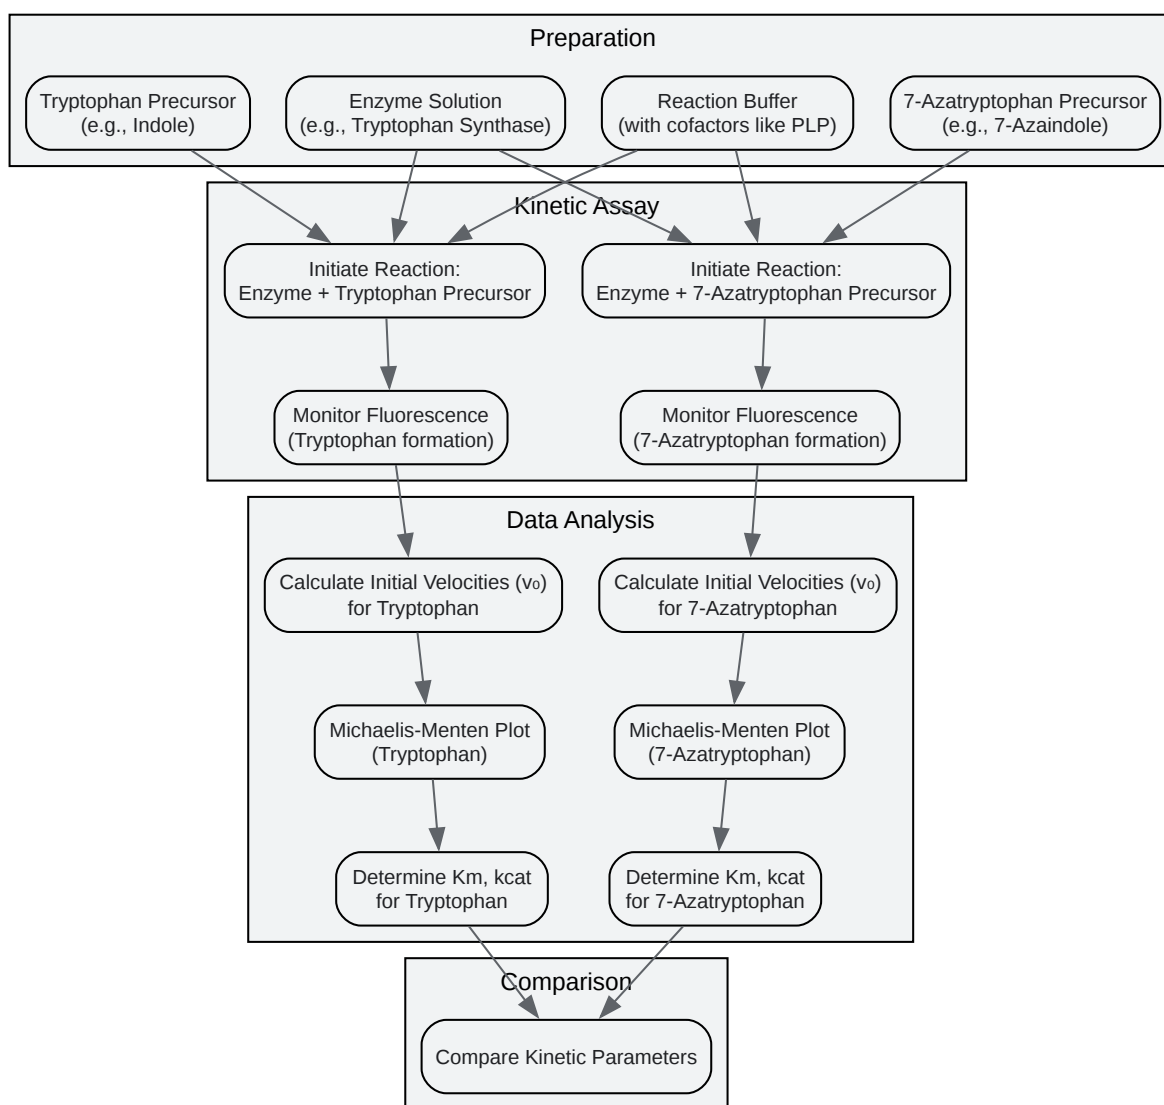 Preparation
Tryptophan Precursor
(e.g., Indole)
Enzyme Solution
(e.g., Tryptophan Synthase)
Reaction Buffer
(with cofactors like PLP)
7-Azatryptophan Precursor
(e.g., 7-Azaindole)
Kinetic Assay
Initiate Reaction:
Enzyme + Tryptophan Precursor
Initiate Reaction:
Enzyme + 7-Azatryptophan Precursor
Monitor Fluorescence
(Tryptophan formation)
Monitor Fluorescence
(7-Azatryptophan formation)
Data Analysis
Calculate Initial Velocities (v₀)
for Tryptophan
Calculate Initial Velocities (v₀)
for 7-Azatryptophan
Michaelis-Menten Plot
(Tryptophan)
Michaelis-Menten Plot
(7-Azatryptophan)
Determine Km, kcat
for Tryptophan
Determine Km, kcat
for 7-Azatryptophan
Comparison
Compare Kinetic Parameters